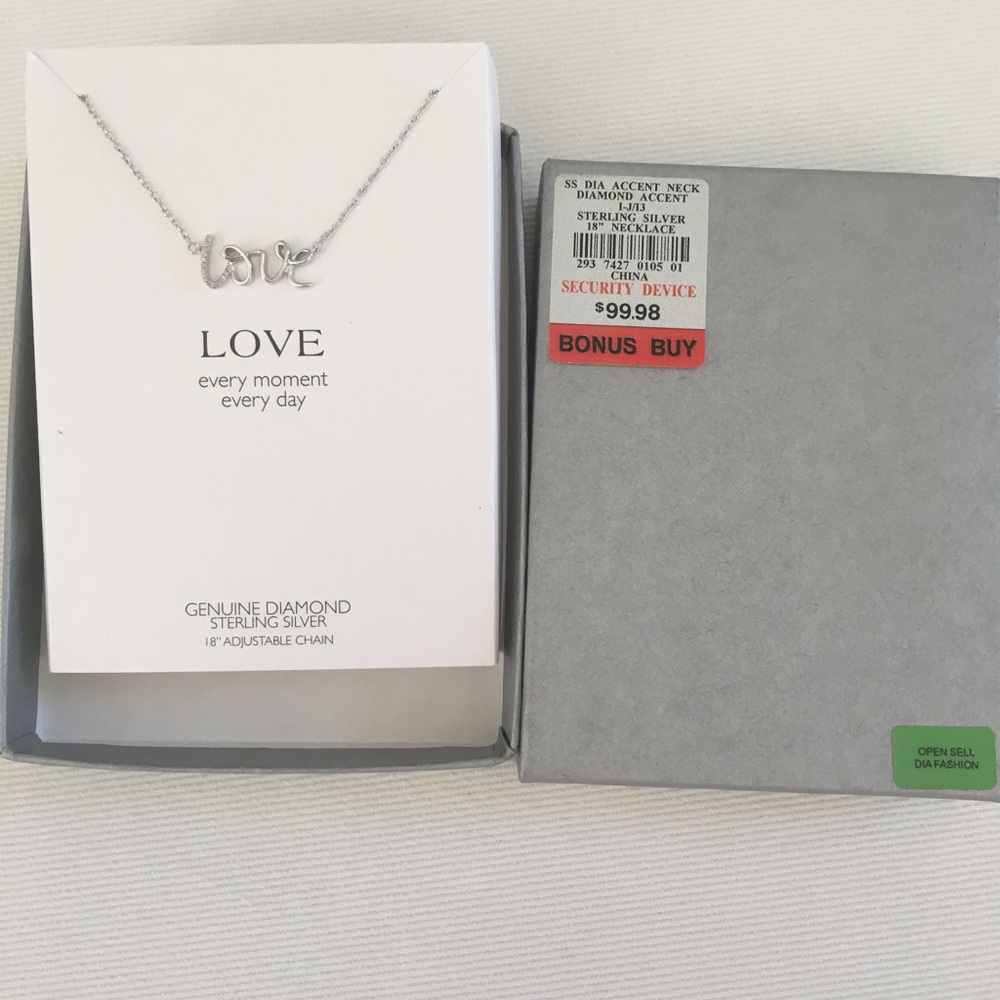 love
LOVE
every moment
every day
GENUINE DIAMOND
STERLING SILVER
18" ADJUSTABLE CHAIN
SS DIA ACCENT NECK
DIAMOND ACCENT
I-J/I3
STERLING SILVER
18" NECKLACE
293 7427 0105 01
CHINA
SECURITY DEVICE
$99.98
BONUS BUY
OPEN SELL
DIA FASHION